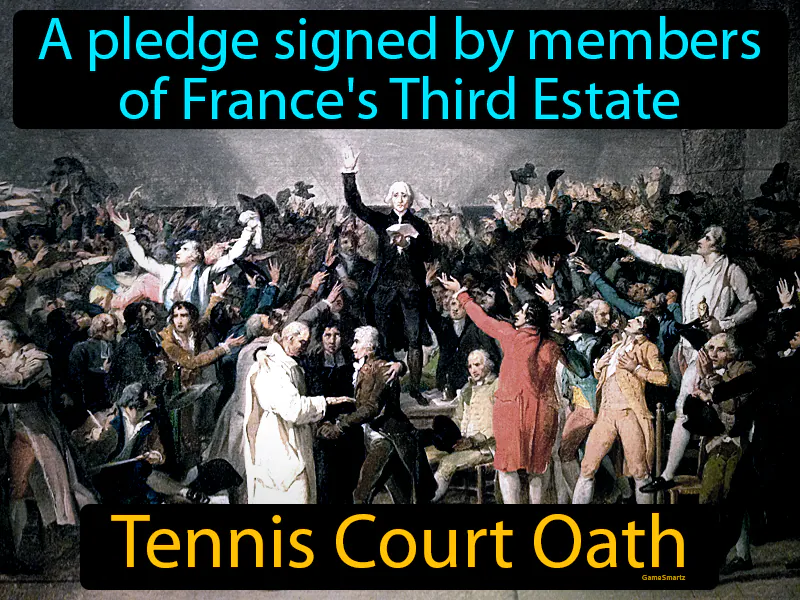 A pledge signed by members
of France's Third Estate
Tennis Court Oath
GameSmartz